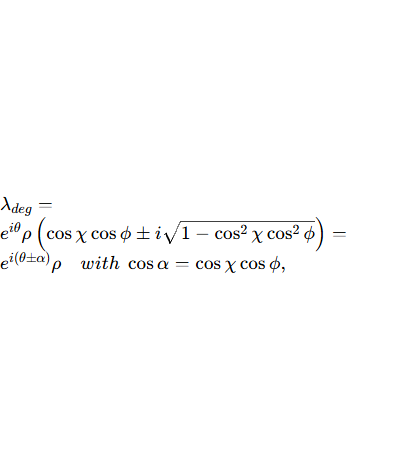 λ_{deg} =
e^{iθ}ρ (cos χ cos ϕ ± i√(1 − cos² χ cos² ϕ)) =
e^{i(θ±α)}ρ with cos α = cos χ cos ϕ,